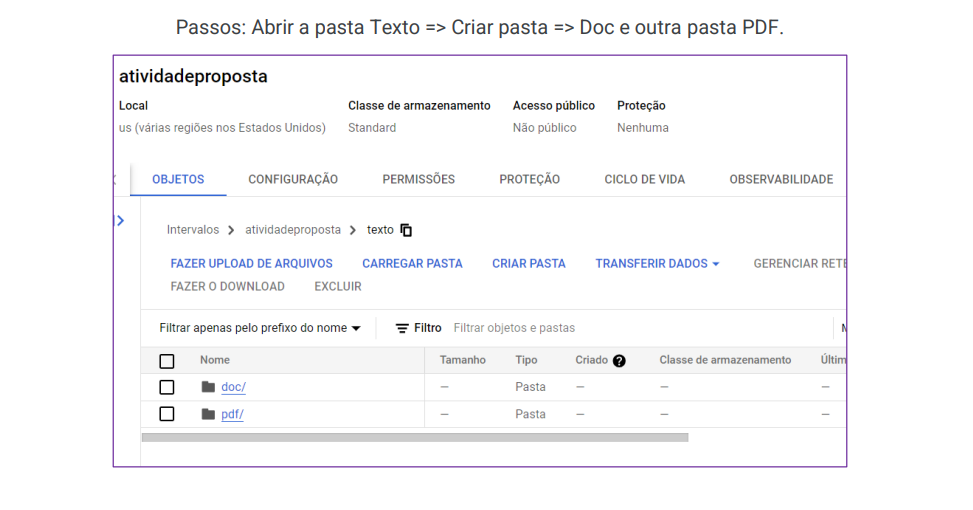 Passos: Abrir a pasta Texto => Criar pasta => Doc e outra pasta PDF.
atividadeproposta
Local Classe de armazenamento Acesso público Proteção
us (várias regiões nos Estados Unidos) Standard Não público Nenhuma
OBJETOS CONFIGURAÇÃO PERMISSÕES PROTEÇÃO CICLO DE VIDA OBSERVABILIDADE
Intervalos > atividadeproposta > texto
FAZER UPLOAD DE ARQUIVOS CARREGAR PASTA CRIAR PASTA TRANSFERIR DADOS GERENCIAR RETE
FAZER O DOWNLOAD EXCLUIR
Filtrar apenas pelo prefixo do nome Filtro Filtrar objetos e pastas
Nome Tamanho Tipo Criado Classe de armazenamento Últim
doc/ — Pasta — — —
pdf/ — Pasta — — —